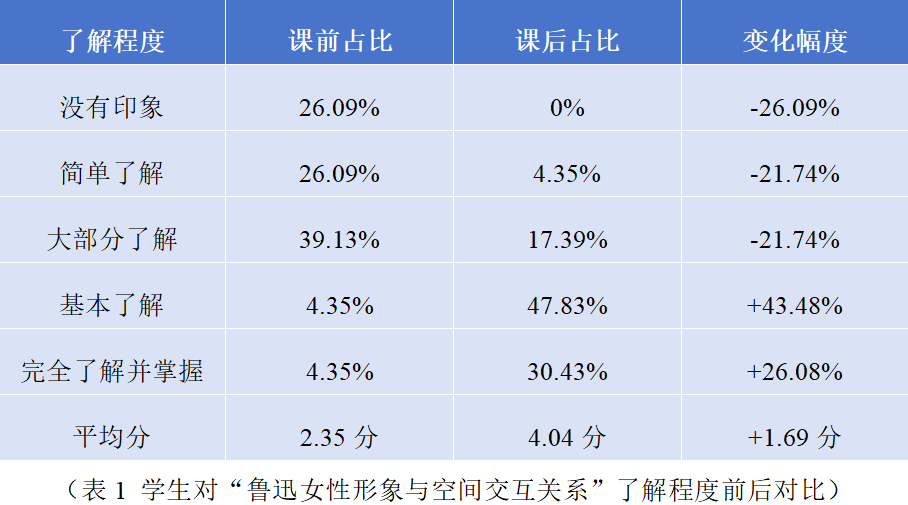 了解程度 课前占比 课后占比 变化幅度
没有印象 26.09% 0% -26.09%
简单了解 26.09% 4.35% -21.74%
大部分了解 39.13% 17.39% -21.74%
基本了解 4.35% 47.83% +43.48%
完全了解并掌握 4.35% 30.43% +26.08%
平均分 2.35 分 4.04 分 +1.69 分
（表 1 学生对“鲁迅女性形象与空间交互关系”了解程度前后对比）